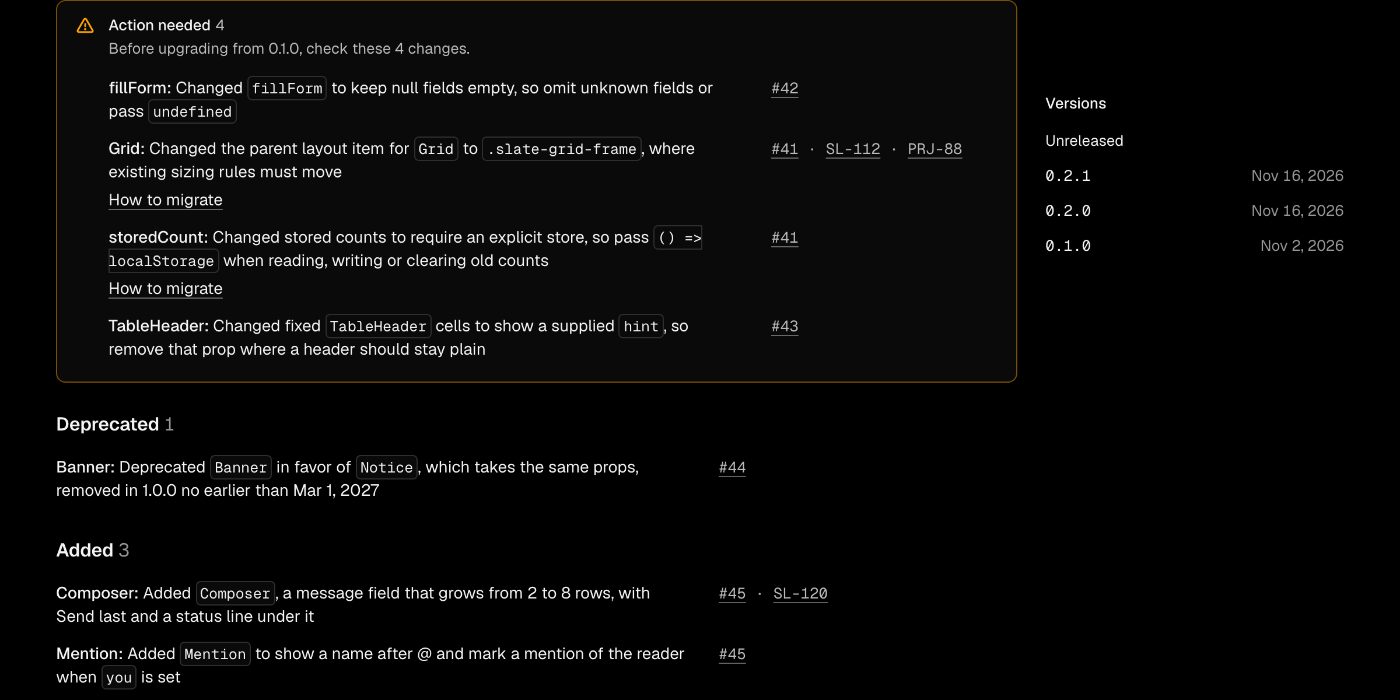 Action needed 4
Before upgrading from 0.1.0, check these 4 changes.
fillForm: Changed fillForm to keep null fields empty, so omit unknown fields or #42
pass undefined
Grid: Changed the parent layout item for Grid to .slate-grid-frame, where #41 · SL-112 · PRJ-88
existing sizing rules must move
How to migrate
storedCount: Changed stored counts to require an explicit store, so pass () => #41
localStorage when reading, writing or clearing old counts
How to migrate
TableHeader: Changed fixed TableHeader cells to show a supplied hint, so #43
remove that prop where a header should stay plain
Deprecated 1
Banner: Deprecated Banner in favor of Notice, which takes the same props, #44
removed in 1.0.0 no earlier than Mar 1, 2027
Added 3
Composer: Added Composer, a message field that grows from 2 to 8 rows, with #45 · SL-120
Send last and a status line under it
Mention: Added Mention to show a name after @ and mark a mention of the reader #45
when you is set
Versions
Unreleased
0.2.1 Nov 16, 2026
0.2.0 Nov 16, 2026
0.1.0 Nov 2, 2026